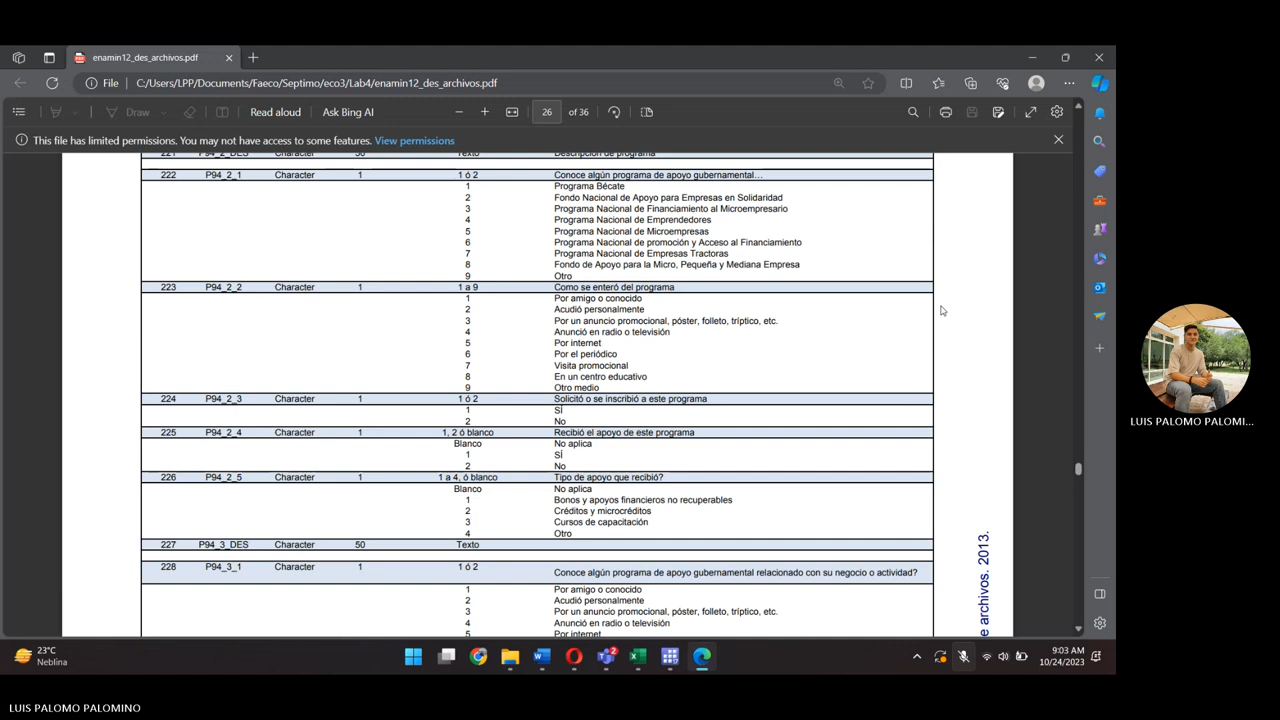 enamin12_des_archivos.pdf
File C:/Users/LPP/Documents/Faeco/Septimo/eco3/Lab4/enamin12_des_archivos.pdf
Draw Read aloud Ask Bing AI 26 of 36
This file has limited permissions. You may not have access to some features. View permissions
221 P94_2_DES Character 50 Texto Descripción de programa
222 P94_2_1 Character 1 1 ó 2 Conoce algún programa de apoyo gubernamental…
1 Programa Bécate
2 Fondo Nacional de Apoyo para Empresas en Solidaridad
3 Programa Nacional de Financiamiento al Microempresario
4 Programa Nacional de Emprendedores
5 Programa Nacional de Microempresas
6 Programa Nacional de promoción y Acceso al Financiamiento
7 Programa Nacional de Empresas Tractoras
8 Fondo de Apoyo para la Micro, Pequeña y Mediana Empresa
9 Otro
223 P94_2_2 Character 1 1 a 9 Como se enteró del programa
1 Por amigo o conocido
2 Acudió personalmente
3 Por un anuncio promocional, póster, folleto, tríptico, etc.
4 Anunció en radio o televisión
5 Por internet
6 Por el periódico
7 Visita promocional
8 En un centro educativo
9 Otro medio
224 P94_2_3 Character 1 1 ó 2 Solicitó o se inscribió a este programa
1 SÍ
2 No
225 P94_2_4 Character 1 1, 2 ó blanco Recibió el apoyo de este programa
Blanco No aplica
1 SÍ
2 No
226 P94_2_5 Character 1 1 a 4, ó blanco Tipo de apoyo que recibió?
Blanco No aplica
1 Bonos y apoyos financieros no recuperables
2 Créditos y microcréditos
3 Cursos de capacitación
4 Otro
227 P94_3_DES Character 50 Texto
228 P94_3_1 Character 1 1 ó 2 Conoce algún programa de apoyo gubernamental relacionado con su negocio o actividad?
1 Por amigo o conocido
2 Acudió personalmente
3 Por un anuncio promocional, póster, folleto, tríptico, etc.
4 Anunció en radio o televisión
5 Por internet
e archivos. 2013.
LUIS PALOMO PALOMI...
23°C
Neblina
2
9:03 AM
10/24/2023
LUIS PALOMO PALOMINO